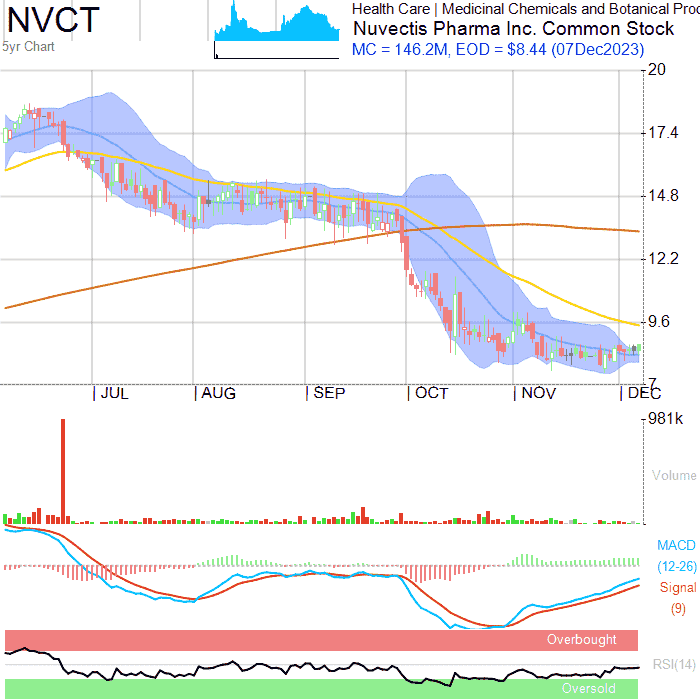 NVCT
5yr Chart
Health Care | Medicinal Chemicals and Botanical Proc
Nuvectis Pharma Inc. Common Stock
MC = 146.2M, EOD = $8.44 (07Dec2023)
20
17.4
14.8
12.2
9.6
7
JUL AUG SEP OCT NOV DEC
981k
Volume
MACD
(12-26)
Signal
(9)
Overbought
RSI(14)
Oversold